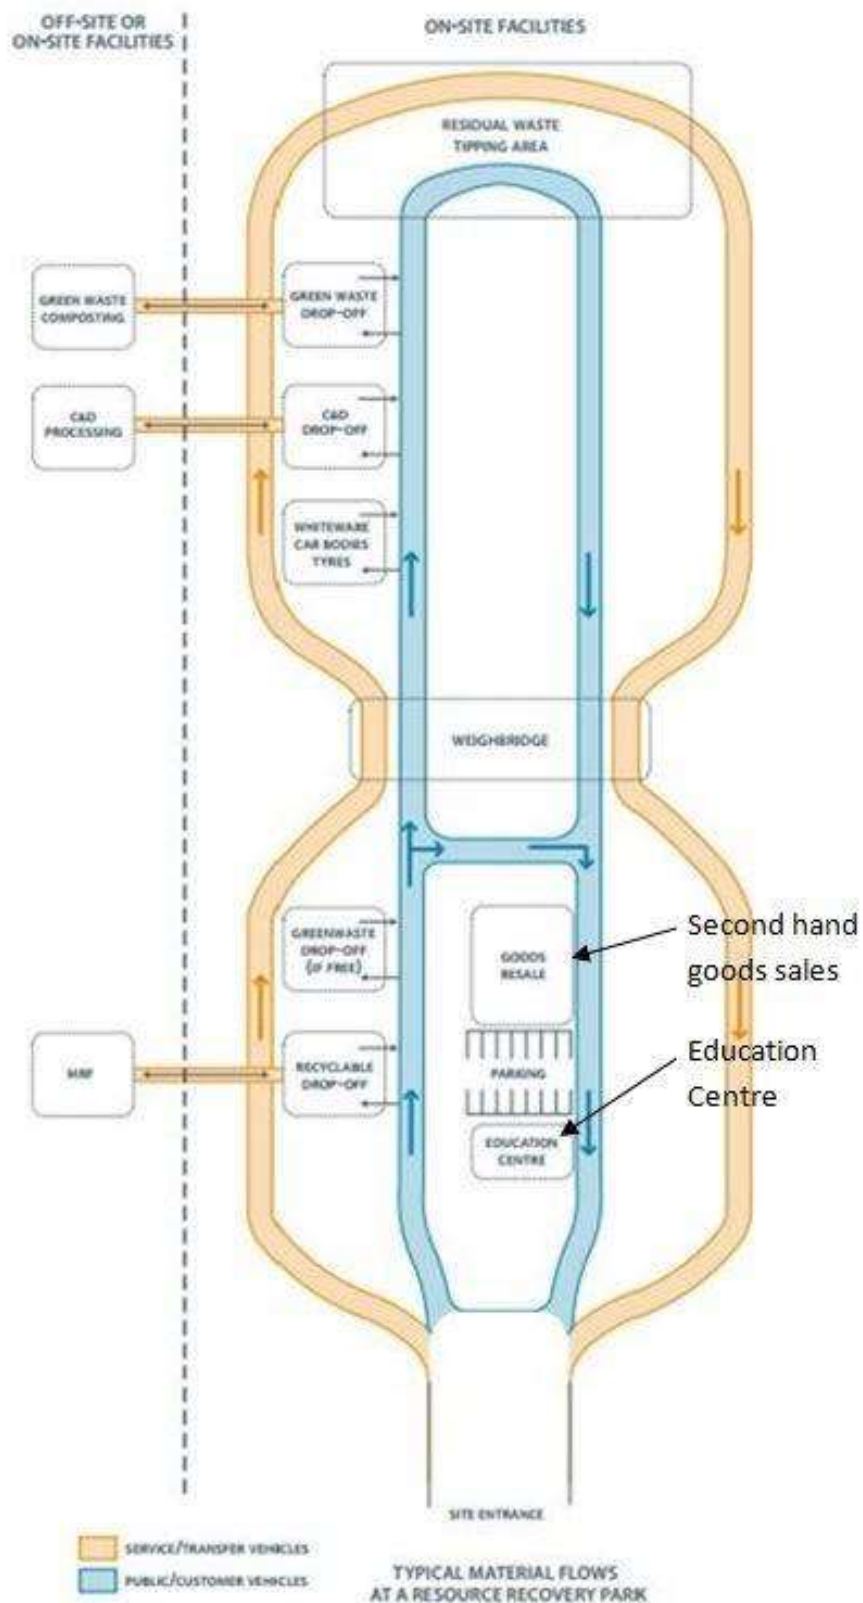 OFF-SITE OR
ON-SITE FACILITIES
ON-SITE FACILITIES
RESIDUAL WASTE
TIPPING AREA
GREEN WASTE
COMPOSTING
GREEN WASTE
DROP-OFF
C&D
PROCESSING
C&D
DROP-OFF
WHITEWARE
CAR BODIES
TYRES
WEIGHBRIDGE
GREENWASTE
DROP-OFF
(IF FREE)
GOODS
RESALE
Second hand
goods sales
MRF
RECYCLABLE
DROP-OFF
PARKING
Education
Centre
EDUCATION
CENTRE
SITE ENTRANCE
SERVICE/TRANSFER VEHICLES
PUBLIC/CUSTOMER VEHICLES
TYPICAL MATERIAL FLOWS
AT A RESOURCE RECOVERY PARK